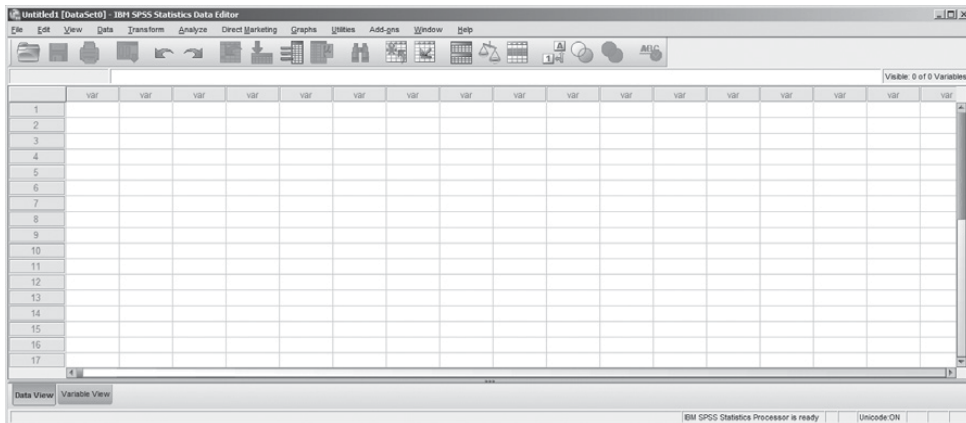 Untitled1 [DataSet0] - IBM SPSS Statistics Data Editor
File Edit View Data Transform Analyze Direct Marketing Graphs Utilities Add-ons Window Help
1 A
ABC
Visible: 0 of 0 Variables
var var var var var var var var var var var var var var var var var
1
2
3
4
5
6
7
8
9
10
11
12
13
14
15
16
17
Data View Variable View
IBM SPSS Statistics Processor is ready Unicode:ON